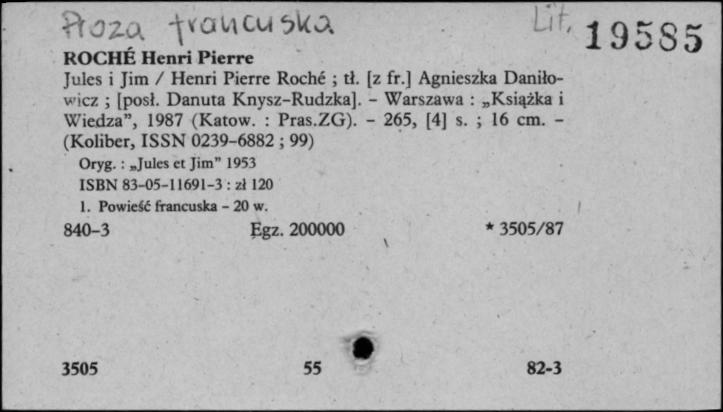 Proza francuska Lit. 19585
ROCHÉ Henri Pierre
Jules i Jim / Henri Pierre Roché ; tł. [z fr.] Agnieszka Daniło-
wicz ; [posł. Danuta Knysz-Rudzka]. – Warszawa : „Książka i
Wiedza”, 1987 (Katow. : Pras.ZG). – 265, [4] s. ; 16 cm. –
(Koliber, ISSN 0239-6882 ; 99)
Oryg. : „Jules et Jim” 1953
ISBN 83-05-11691-3 : zł 120
1. Powieść francuska – 20 w.
840-3 Egz. 200000 * 3505/87
3505 55 82-3